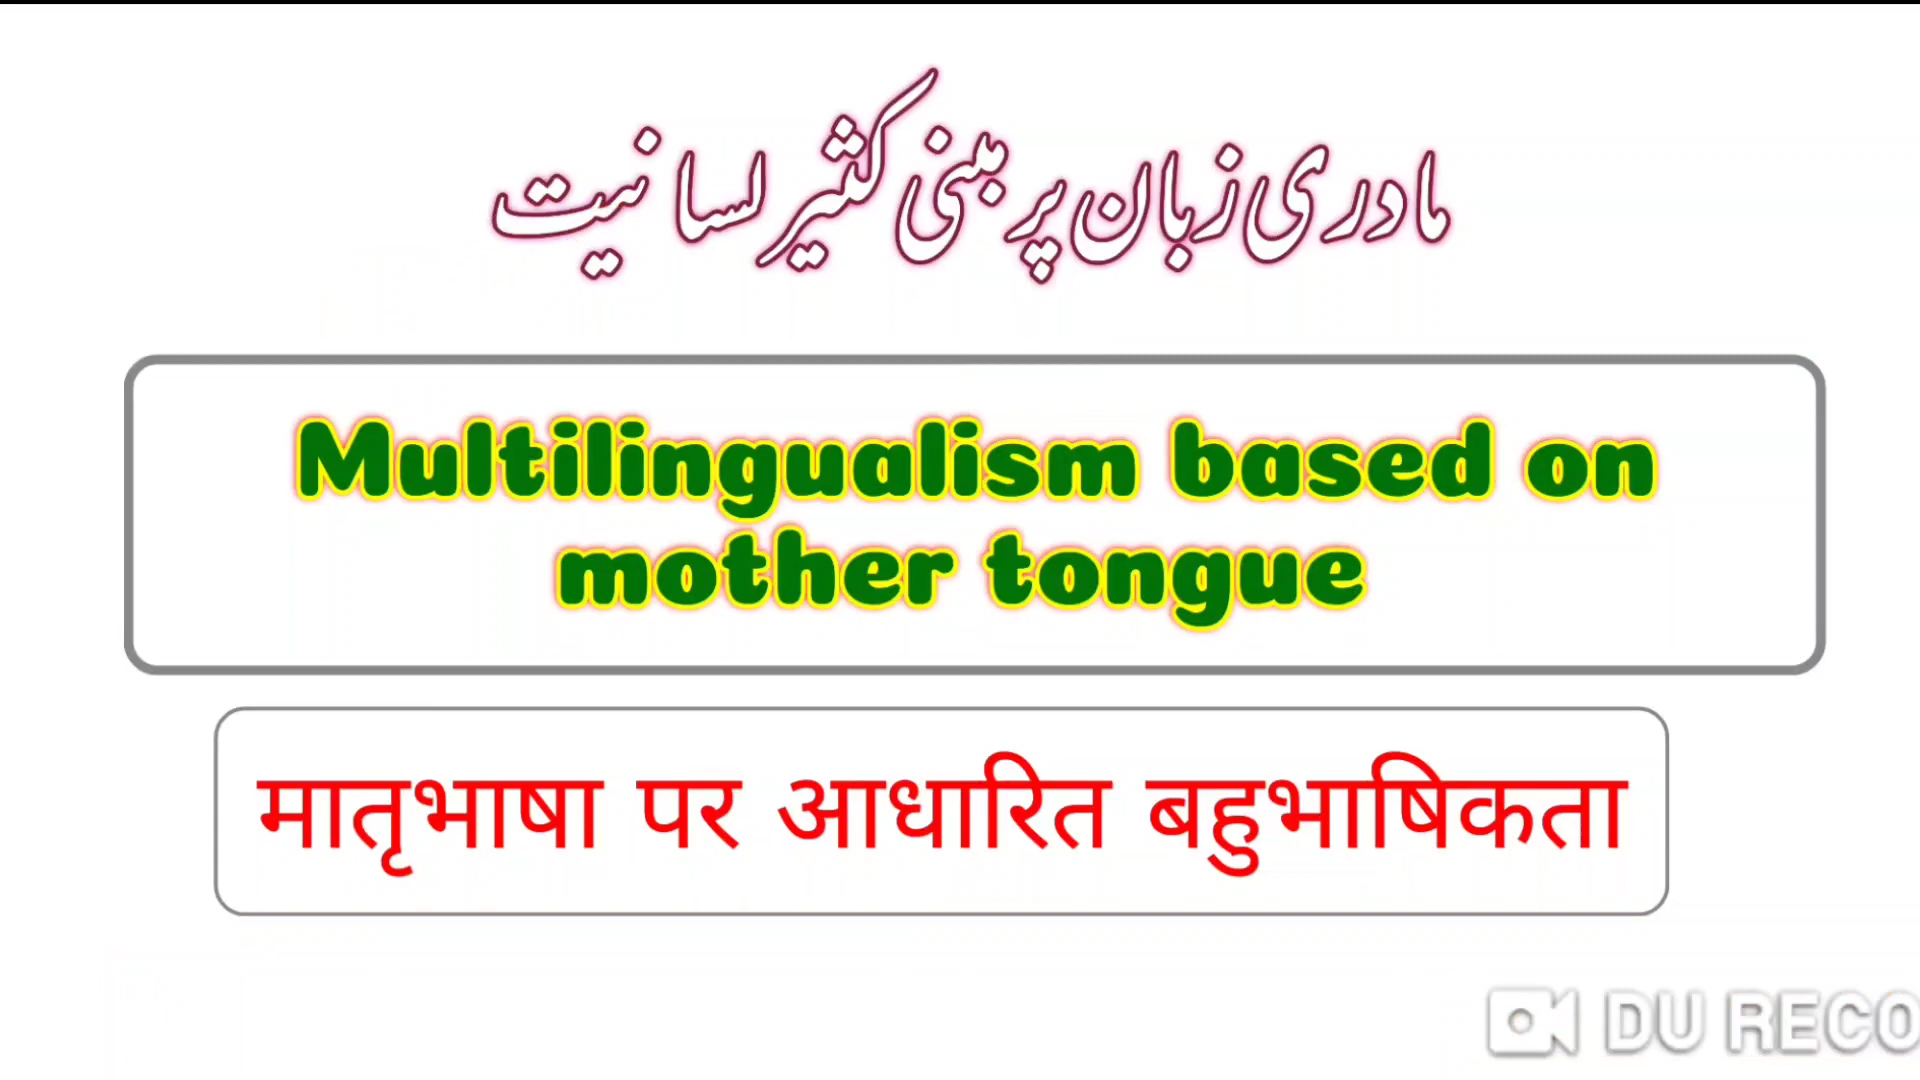 مادری زبان پر مبنی کثیر لسانیت
Multilingualism based on
mother tongue
मातृभाषा पर आधारित बहुभाषिकता
DU RECO